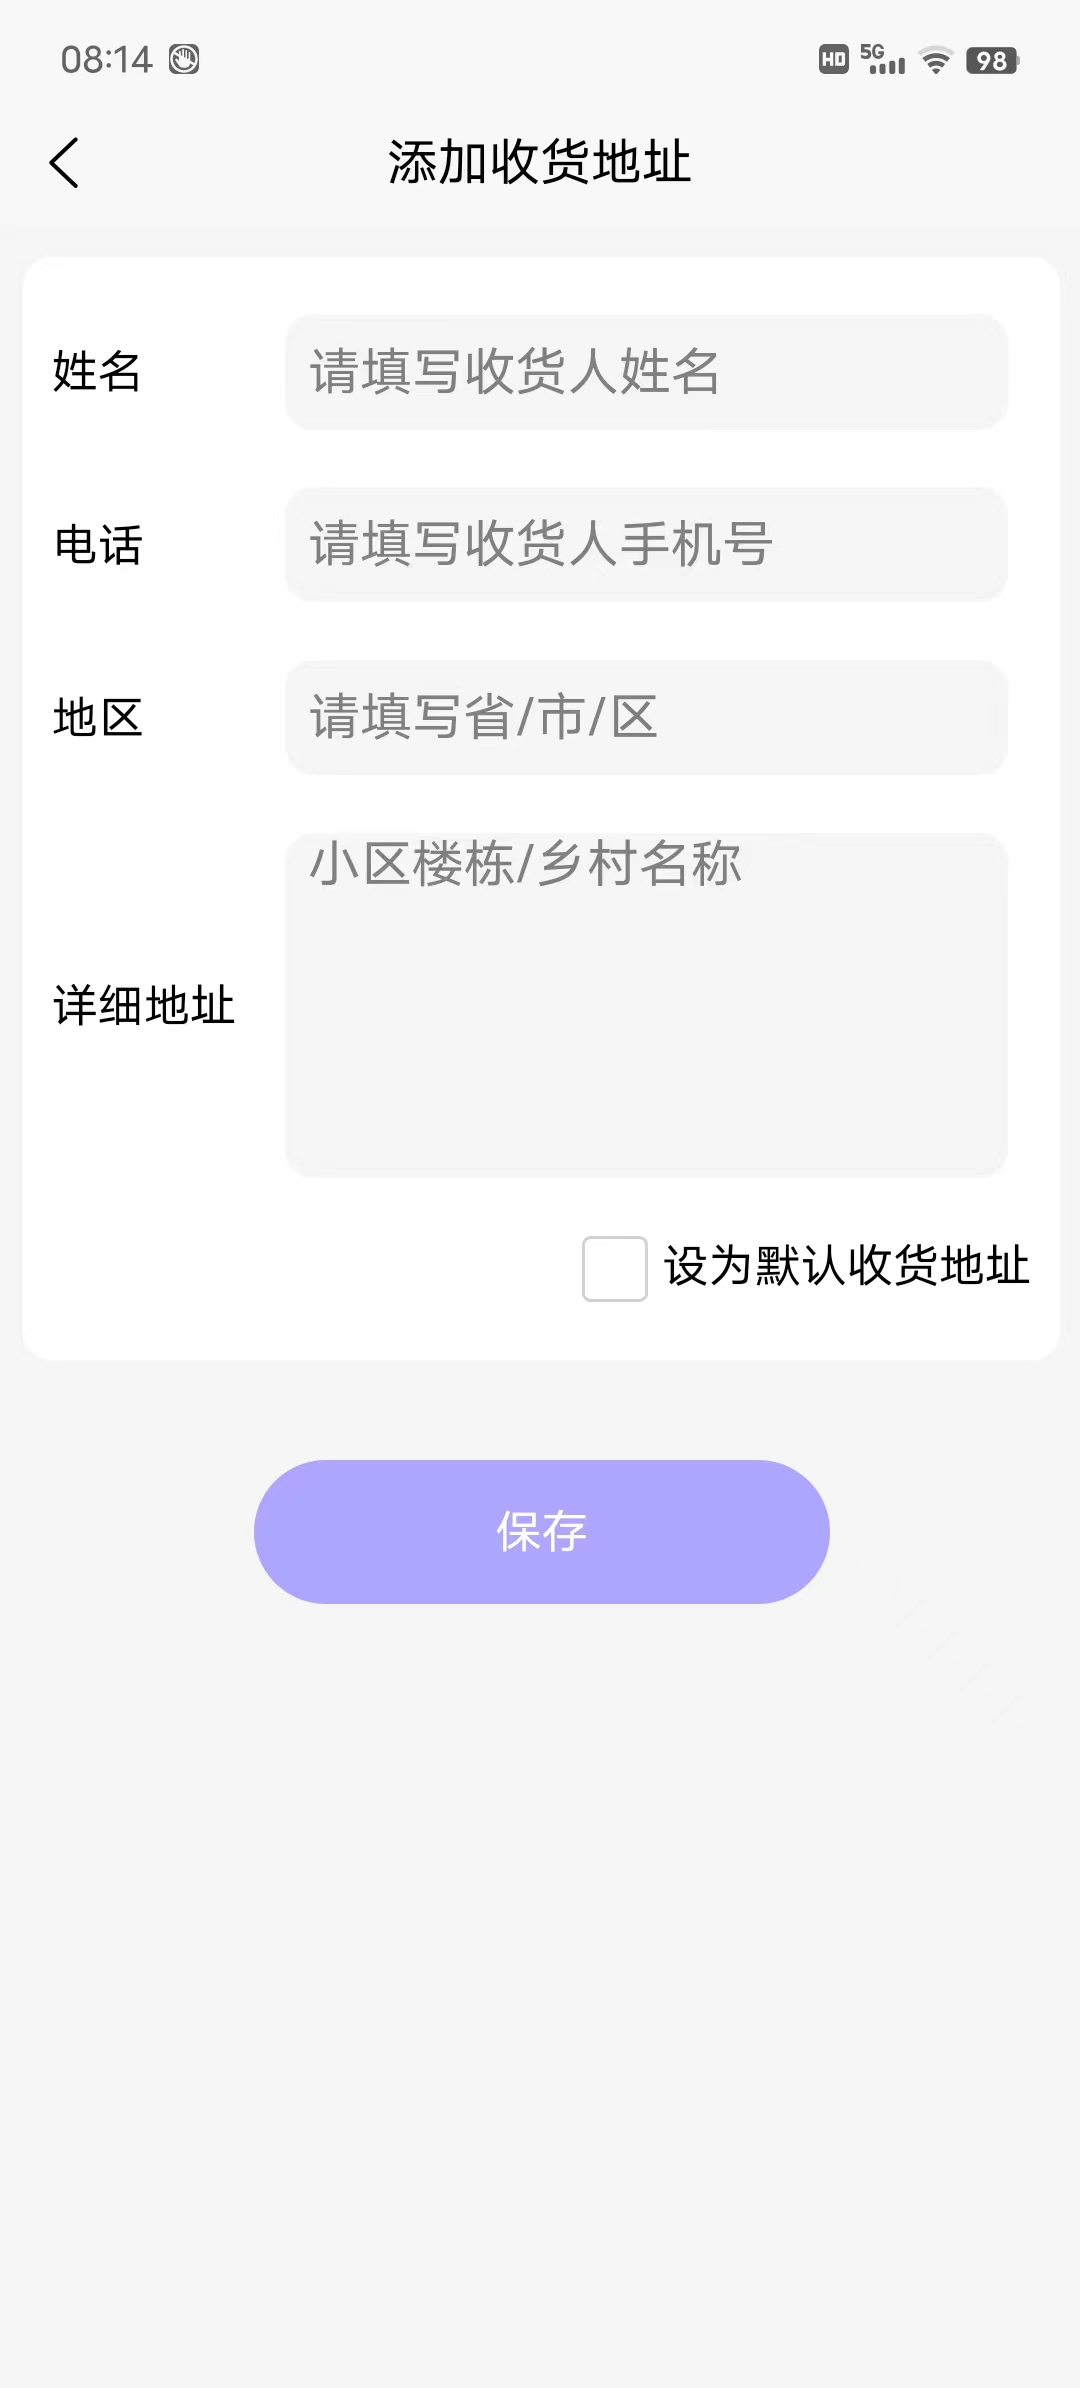 08:14 HD 5G 98
添加收货地址
姓名 请填写收货人姓名
电话 请填写收货人手机号
地区 请填写省/市/区
小区楼栋/乡村名称
详细地址
设为默认收货地址
保存